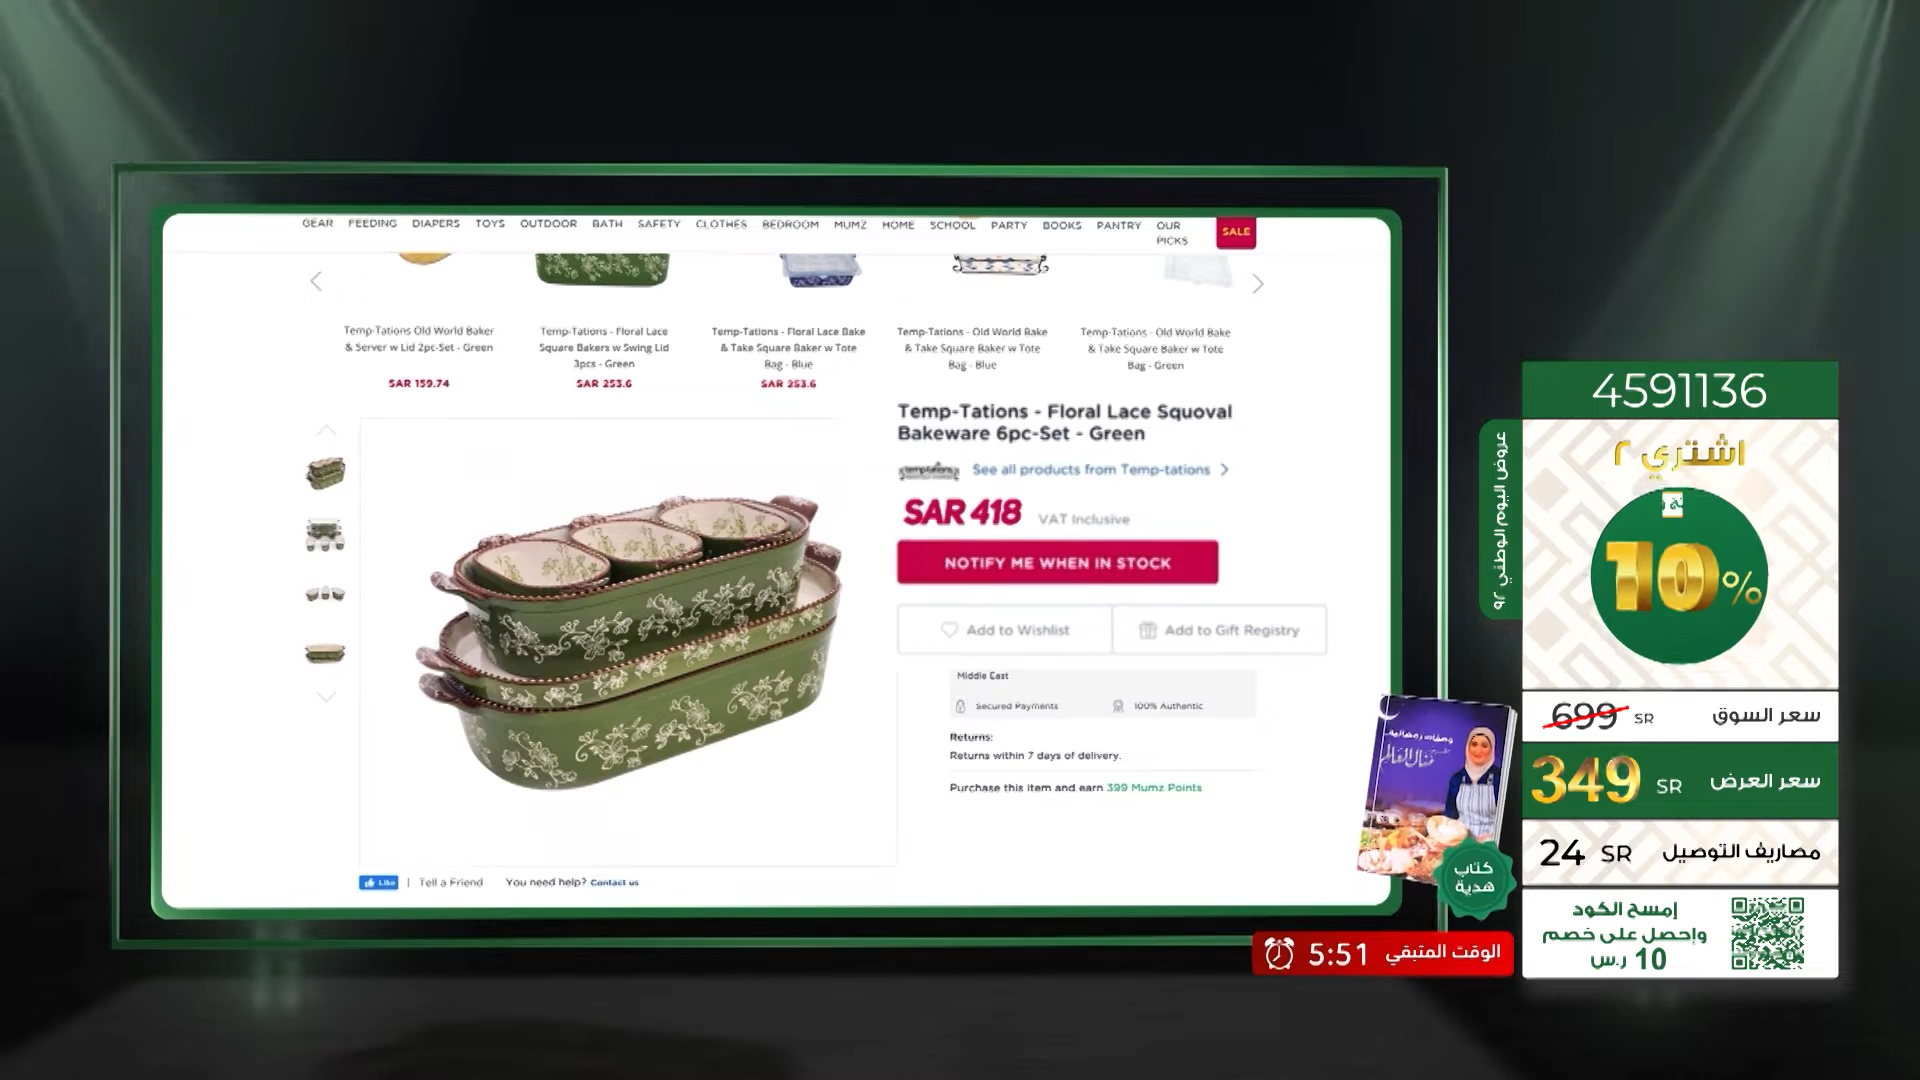 GEAR FEEDING DIAPERS TOYS OUTDOOR BATH SAFETY CLOTHES BEDROOM MUMZ HOME SCHOOL PARTY BOOKS PANTRY OUR PICKS SALE
Temp-Tations Old World Baker
& Server w Lid 2pc-Set - Green
SAR 159.74
Temp-Tations - Floral Lace
Square Bakers w Swing Lid
3pcs - Green
SAR 253.6
Temp-Tations - Floral Lace Bake
& Take Square Baker w Tote
Bag - Blue
SAR 253.6
Temp-Tations - Old World Bake
& Take Square Baker w Tote
Bag - Blue
Temp-Tations - Old World Bake
& Take Square Baker w Tote
Bag - Green
Temp-Tations - Floral Lace Squoval
Bakeware 6pc-Set - Green
temptations See all products from Temp-tations
SAR 418 VAT Inclusive
NOTIFY ME WHEN IN STOCK
Add to Wishlist
Add to Gift Registry
Middle East
Secured Payments
100% Authentic
Returns:
Returns within 7 days of delivery.
Purchase this item and earn 399 Mumz Points
Like | Tell a Friend You need help? Contact us
4591136
عروض اليوم الوطني ٩٢
اشتري ٢
10%
سعر السوق 699 SR
سعر العرض 349 SR
مصاريف التوصيل 24 SR
إمسح الكود
وإحصل على خصم
10 ر.س
منال العالم
كتاب
هدية
الوقت المتبقي 5:51